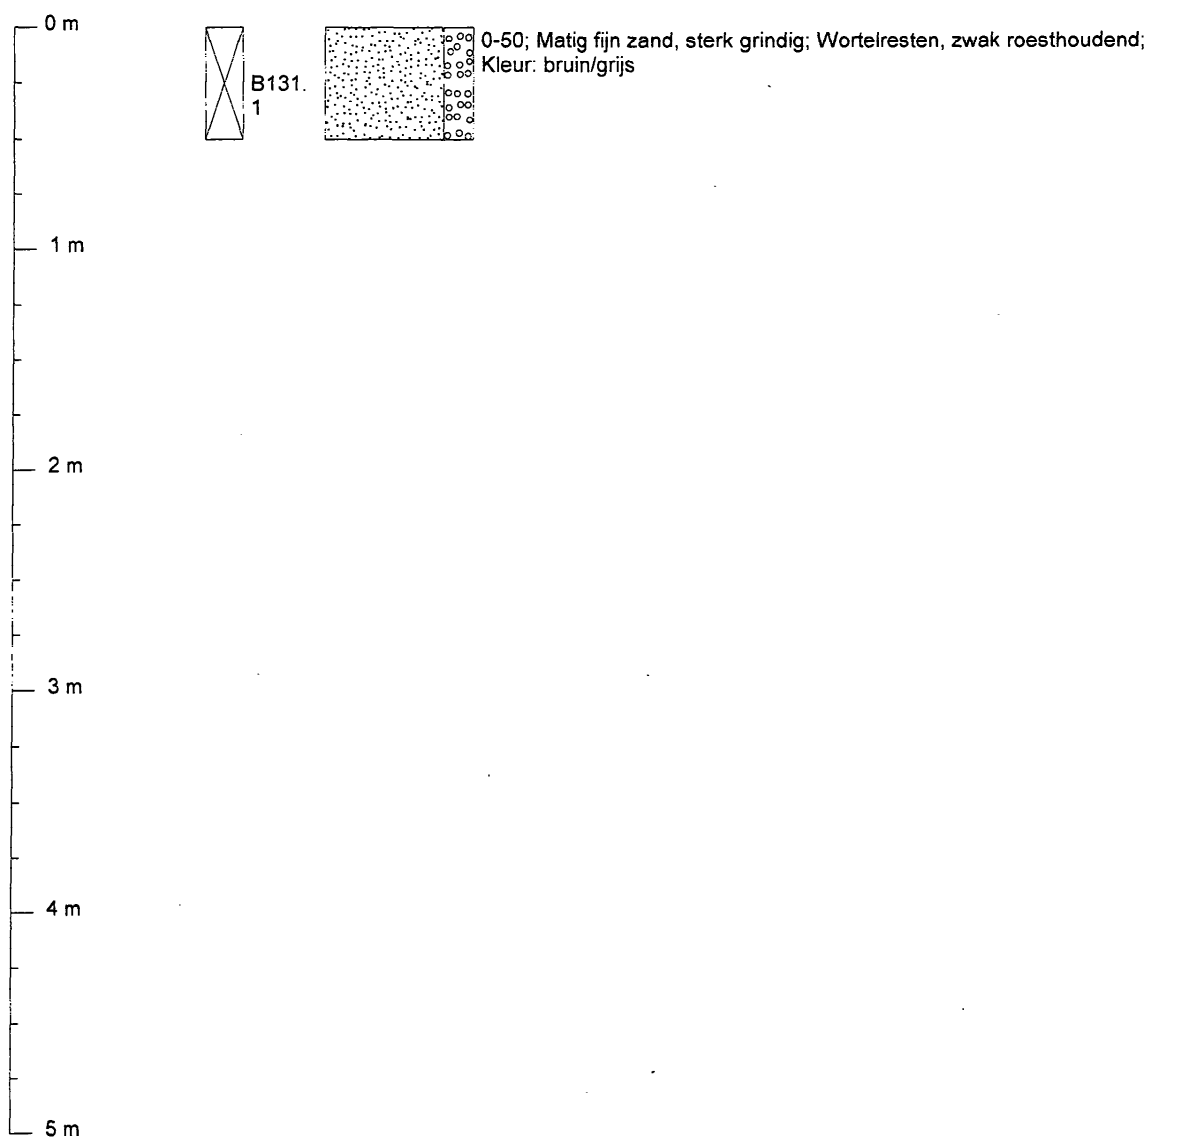 0 m
0-50; Matig fijn zand, sterk grindig; Wortelresten, zwak roesthoudend;
Kleur: bruin/grijs
B131.
1
1 m
2 m
3 m
4 m
5 m